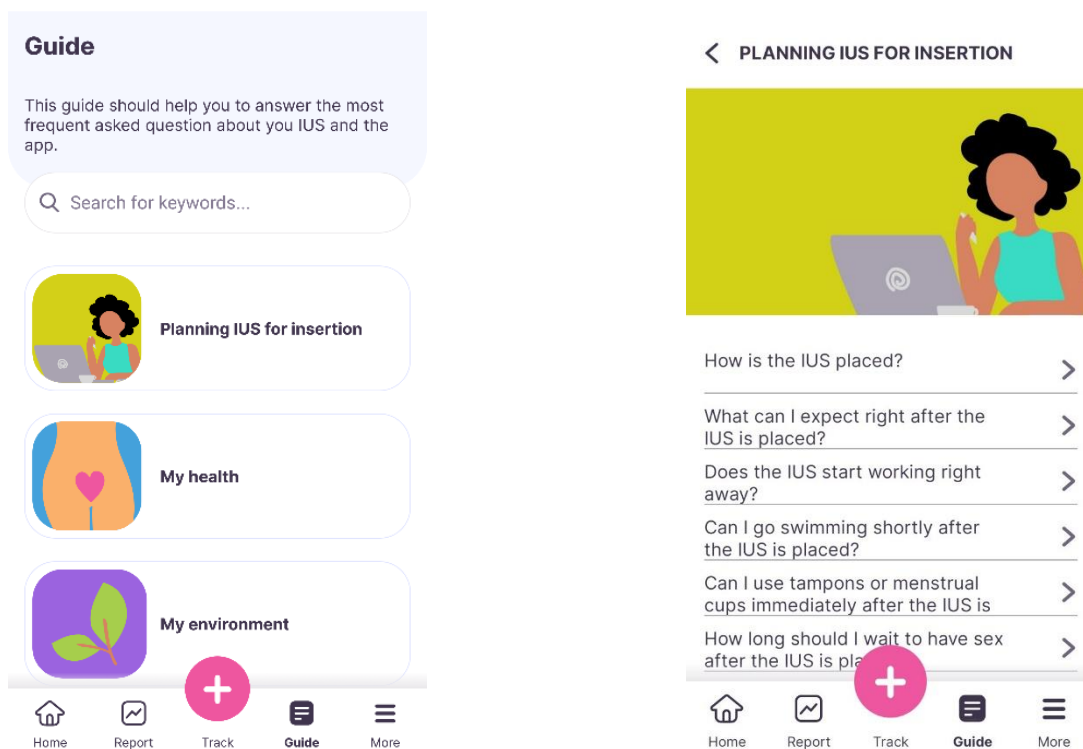 Guide
This guide should help you to answer the most
frequent asked question about you IUS and the
app.
Search for keywords...
Planning IUS for insertion
My health
My environment
Home
Report
Track
Guide
More
PLANNING IUS FOR INSERTION
How is the IUS placed?
What can I expect right after the
IUS is placed?
Does the IUS start working right
away?
Can I go swimming shortly after
the IUS is placed?
Can I use tampons or menstrual
cups immediately after the IUS is
How long should I wait to have sex
after the IUS is
Home
Report
Track
Guide
More